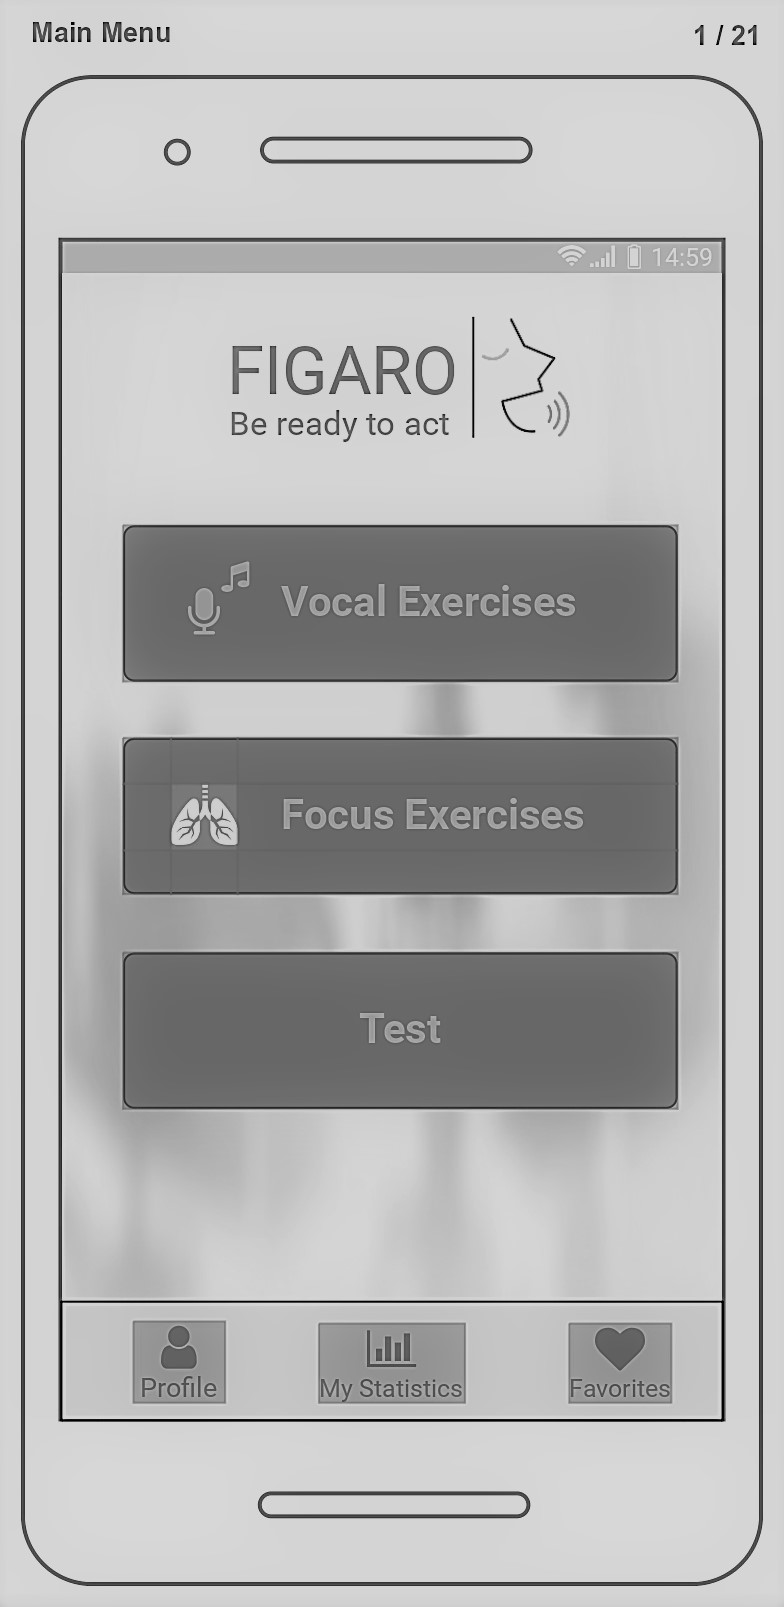 Main Menu
1 / 21
14:59
FIGARO
Be ready to act
Vocal Exercises
Focus Exercises
Test
Profile
My Statistics
Favorites